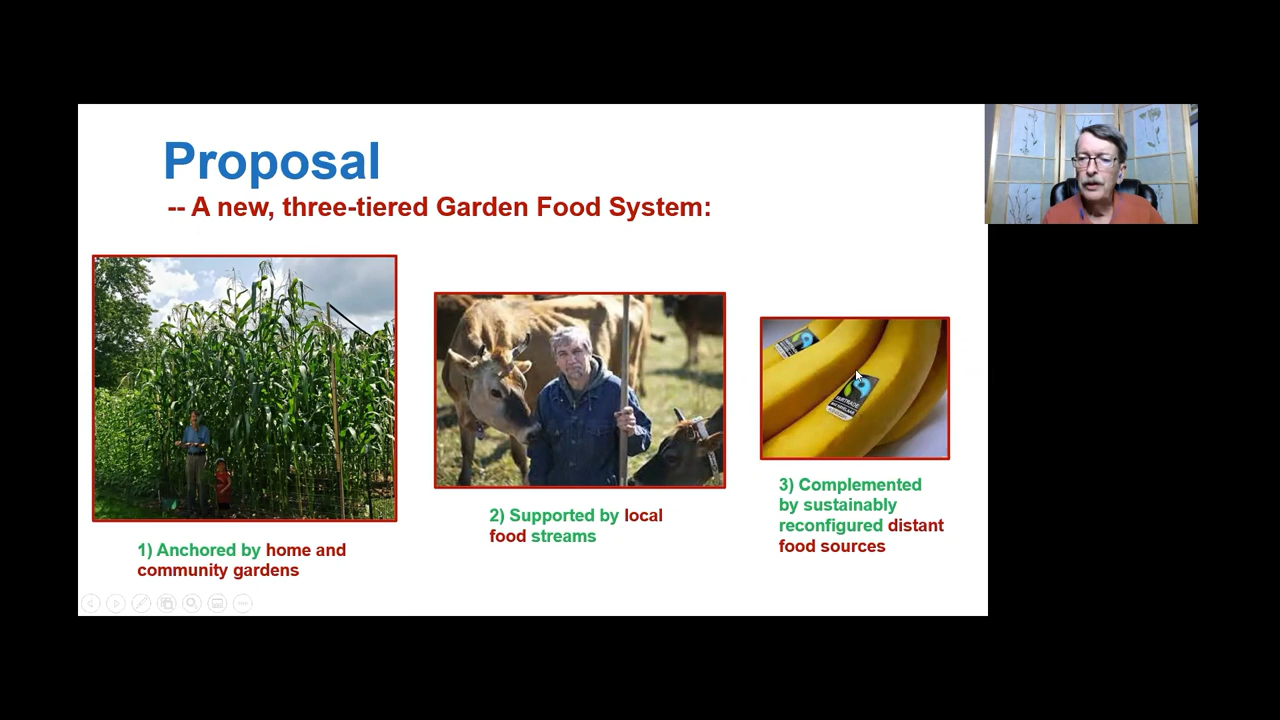 Proposal
-- A new, three-tiered Garden Food System:
1) Anchored by home and
community gardens
2) Supported by local
food streams
3) Complemented
by sustainably
reconfigured distant
food sources
FAIRTRADE